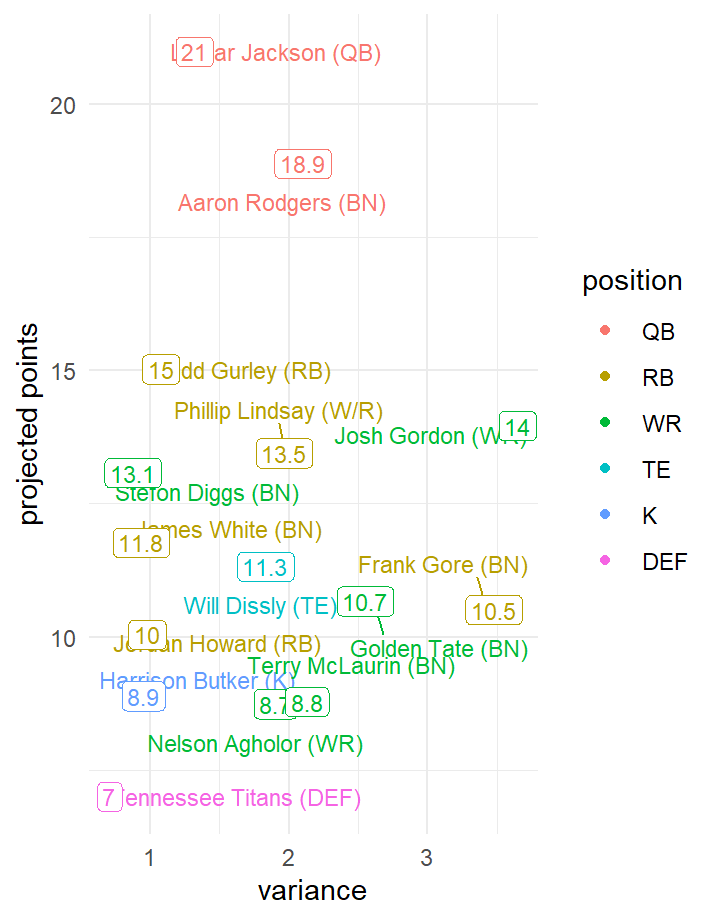 21 ar Jackson (QB)
20
18.9
Aaron Rodgers (BN)
15
15 dd Gurley (RB)
Phillip Lindsay (W/R)
14
Josh Gordon (WR)
13.5
13.1
Stefon Diggs (BN)
James White (BN)
11.8
11.3
Frank Gore (BN)
Will Dissly (TE)
10.7
10.5
10
10
Jordan Howard (RB)
Golden Tate (BN)
Terry McLaurin (BN)
Harrison Butker (K)
8.9
8.7
8.8
Nelson Agholor (WR)
7 ennessee Titans (DEF)
1
2
3
variance
projected points
position
QB
RB
WR
TE
K
DEF